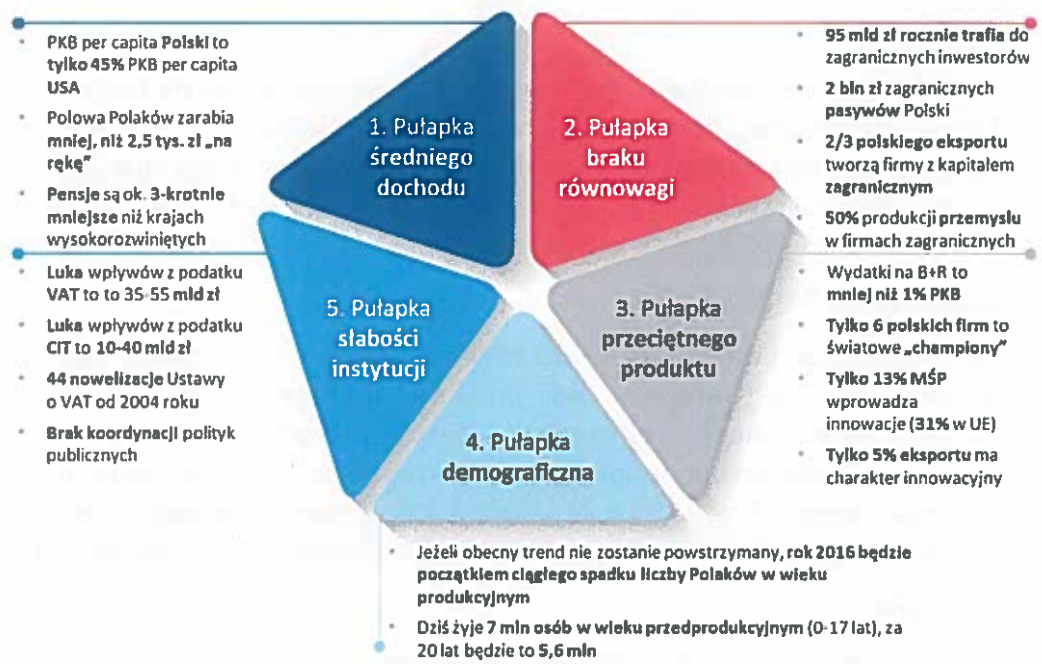 PKB per capita Polski to
tylko 45% PKB per capita
USA
Polowa Polaków zarabia
mniej, niż 2,5 tys. zł „na
rękę”
Pensje są ok. 3-krotnie
mniejsze niż krajach
wysokorozwiniętych
1. Pułapka
średniego
dochodu
2. Pułapka
braku
równowagi
95 mld zł rocznie trafia do
zagranicznych inwestorów
2 bln zł zagranicznych
pasywów Polski
2/3 polskiego eksportu
tworzą firmy z kapitałem
zagranicznym
50% produkcji przemysłu
w firmach zagranicznych
Luka wpływów z podatku
VAT to to 35-55 mld zł
Luka wpływów z podatku
CIT to 10-40 mld zł
44 nowelizacje Ustawy
o VAT od 2004 roku
Brak koordynacji polityk
publicznych
5. Pułapka
słabości
instytucji
3. Pułapka
przeciętnego
produktu
Wydatki na B+R to
mniej niż 1% PKB
Tylko 6 polskich firm to
światowe „championy”
Tylko 13% MŚP
wprowadza
innowacje (31% w UE)
Tylko 5% eksportu ma
charakter innowacyjny
4. Pułapka
demograficzna
Jeżeli obecny trend nie zostanie powstrzymany, rok 2016 będzie
początkiem ciągłego spadku liczby Polaków w wieku
produkcyjnym
Dziś żyje 7 mln osób w wieku przedprodukcyjnym (0-17 lat), za
20 lat będzie to 5,6 mln